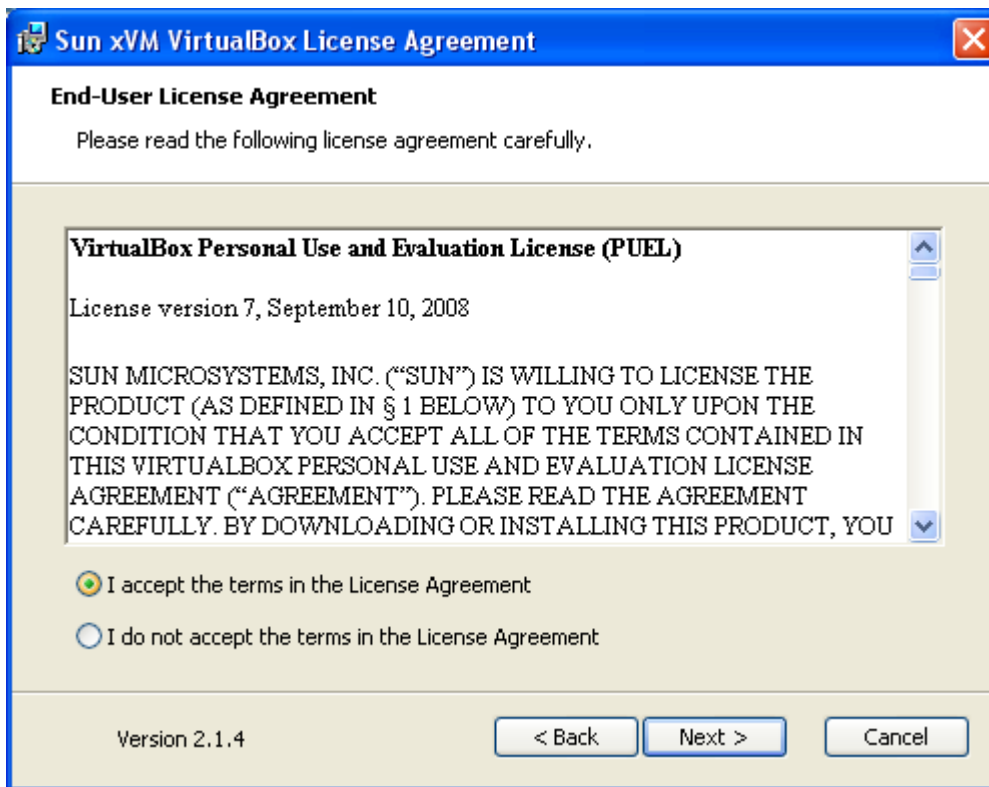 Sun xVM VirtualBox License Agreement
End-User License Agreement
Please read the following license agreement carefully.
VirtualBox Personal Use and Evaluation License (PUEL)
License version 7, September 10, 2008
SUN MICROSYSTEMS, INC. (“SUN”) IS WILLING TO LICENSE THE
PRODUCT (AS DEFINED IN § 1 BELOW) TO YOU ONLY UPON THE
CONDITION THAT YOU ACCEPT ALL OF THE TERMS CONTAINED IN
THIS VIRTUALBOX PERSONAL USE AND EVALUATION LICENSE
AGREEMENT (“AGREEMENT”). PLEASE READ THE AGREEMENT
CAREFULLY. BY DOWNLOADING OR INSTALLING THIS PRODUCT, YOU
I accept the terms in the License Agreement
I do not accept the terms in the License Agreement
Version 2.1.4
< Back
Next >
Cancel